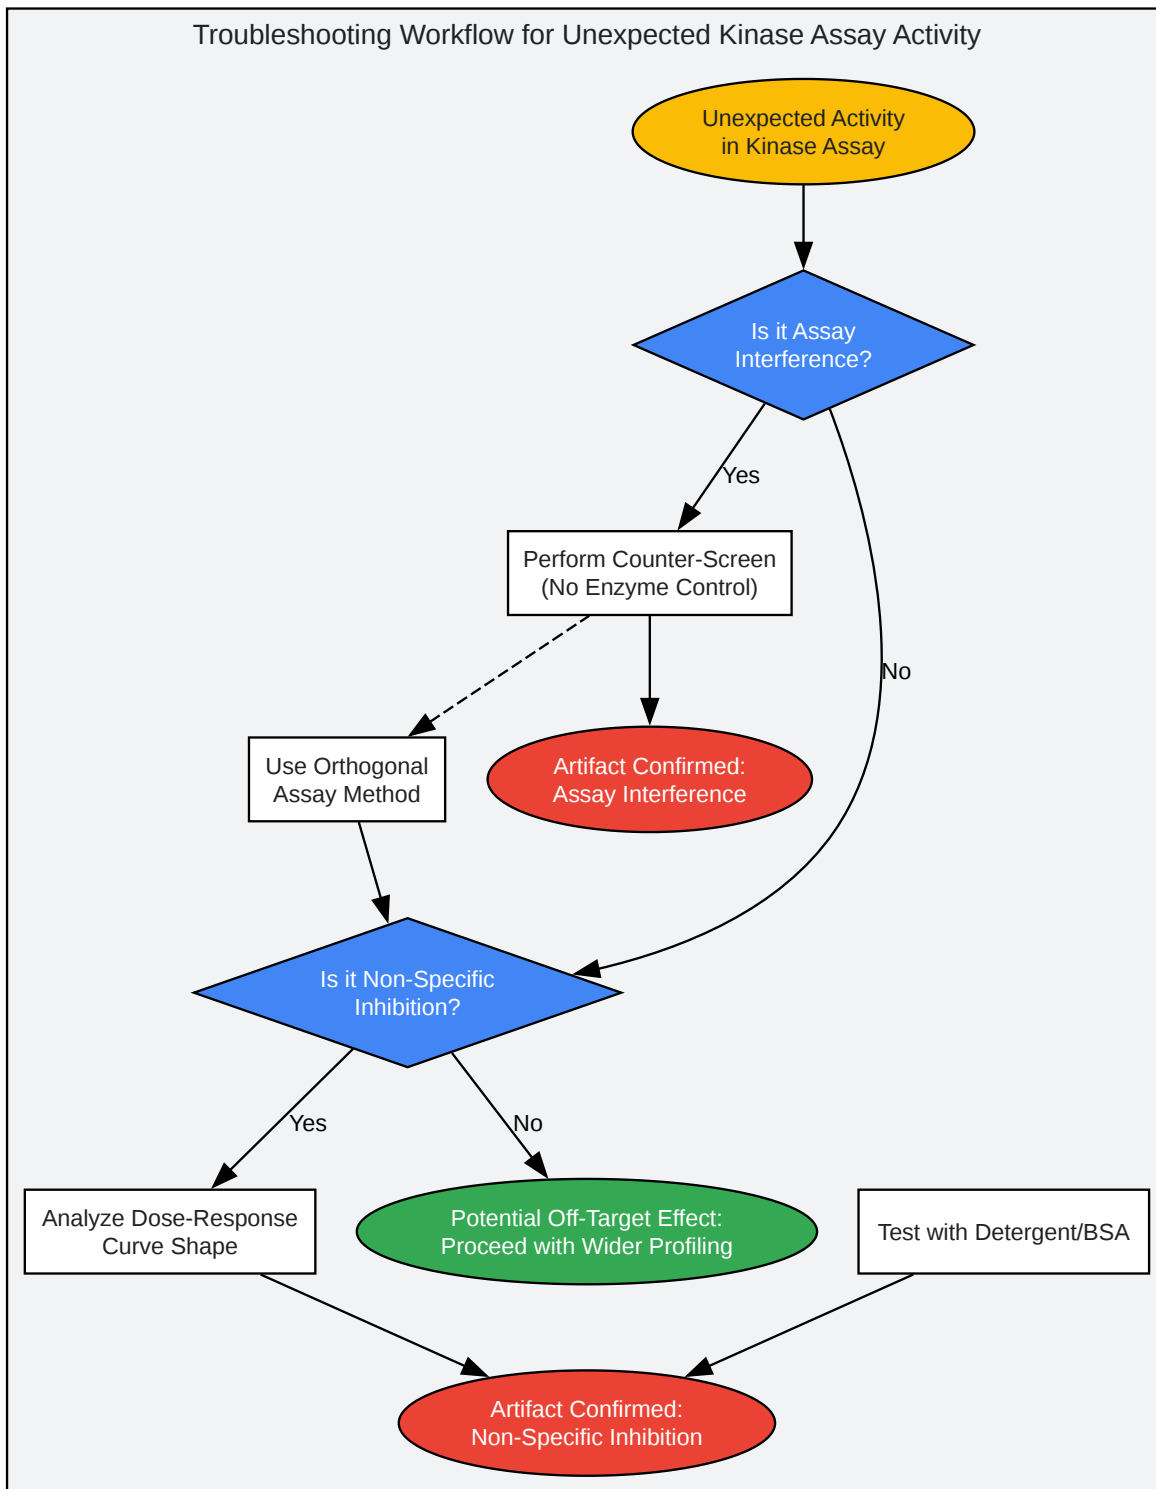 Troubleshooting Workflow for Unexpected Kinase Assay Activity
Unexpected Activity
in Kinase Assay
Is it Assay
Interference?
Yes
Perform Counter-Screen
(No Enzyme Control)
No
Use Orthogonal
Assay Method
Artifact Confirmed:
Assay Interference
Is it Non-Specific
Inhibition?
Yes
No
Analyze Dose-Response
Curve Shape
Potential Off-Target Effect:
Proceed with Wider Profiling
Test with Detergent/BSA
Artifact Confirmed:
Non-Specific Inhibition